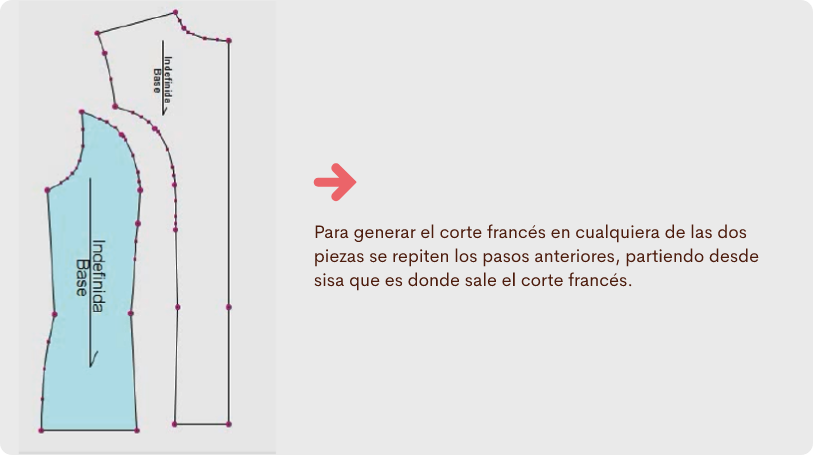 Indefinida
Base
Indefinida
Base
Para generar el corte francés en cualquiera de las dos
piezas se repiten los pasos anteriores, partiendo desde
sisa que es donde sale el corte francés.